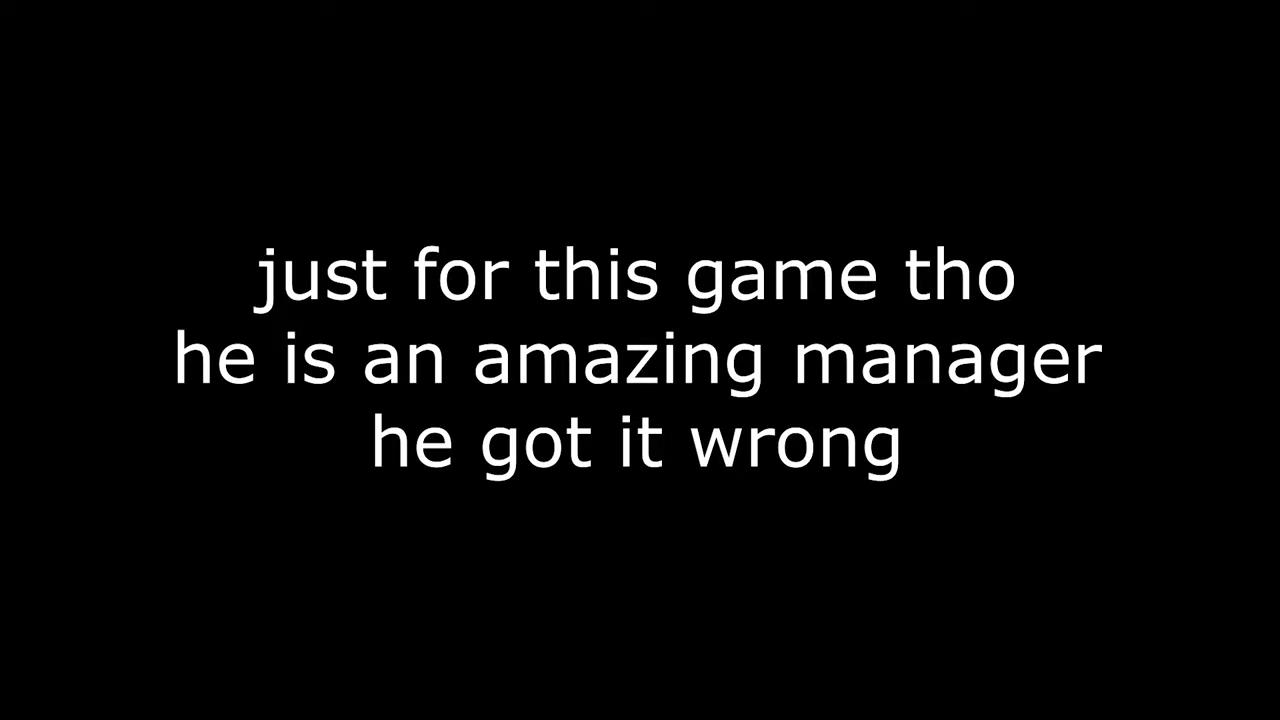 just for this game tho
he is an amazing manager
he got it wrong